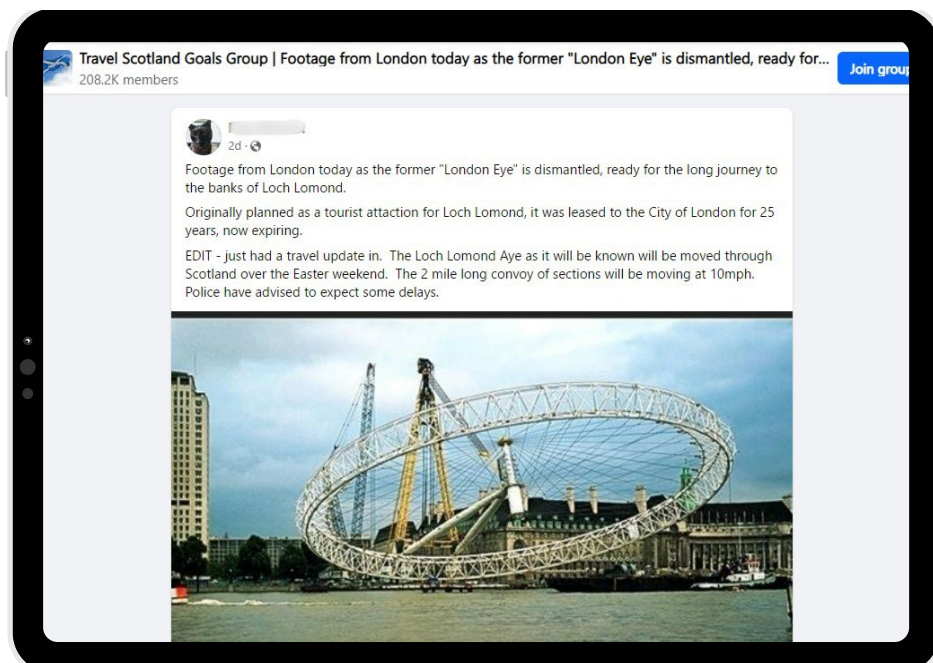 Travel Scotland Goals Group | Footage from London today as the former "London Eye" is dismantled, ready for...
208.2K members
Join group
2d ·
Footage from London today as the former "London Eye" is dismantled, ready for the long journey to
the banks of Loch Lomond.
Originally planned as a tourist attaction for Loch Lomond, it was leased to the City of London for 25
years, now expiring.
EDIT - just had a travel update in. The Loch Lomond Aye as it will be known will be moved through
Scotland over the Easter weekend. The 2 mile long convoy of sections will be moving at 10mph.
Police have advised to expect some delays.